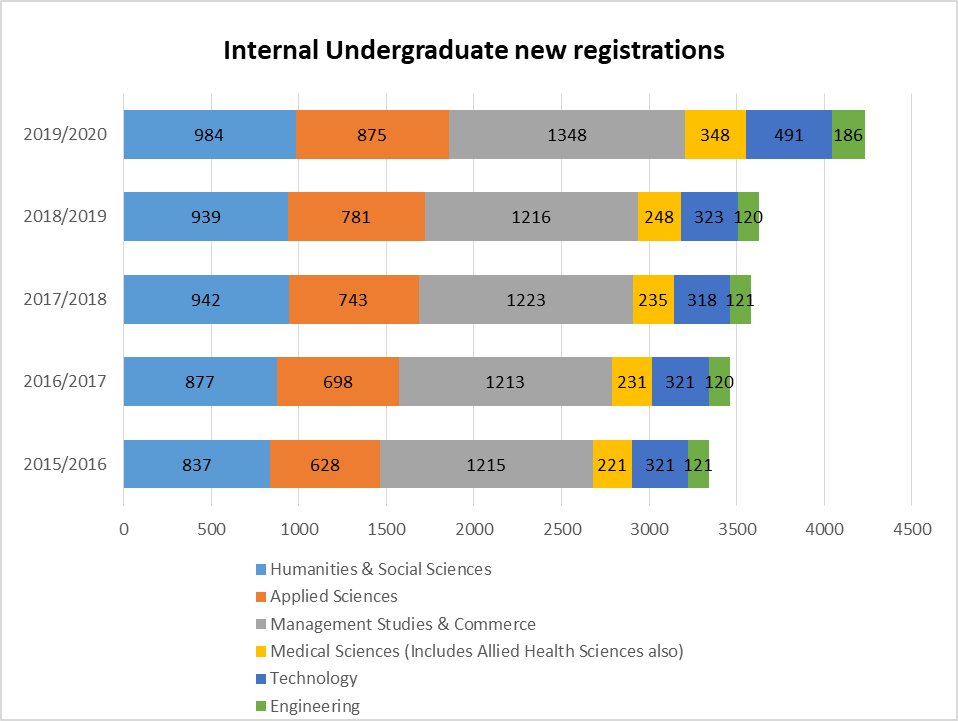 Internal Undergraduate new registrations
2019/2020 984 875 1348 348 491 186
2018/2019 939 781 1216 248 323 120
2017/2018 942 743 1223 235 318 121
2016/2017 877 698 1213 231 321 120
2015/2016 837 628 1215 221 321 121
0 500 1000 1500 2000 2500 3000 3500 4000 4500
Humanities & Social Sciences
Applied Sciences
Management Studies & Commerce
Medical Sciences (Includes Allied Health Sciences also)
Technology
Engineering